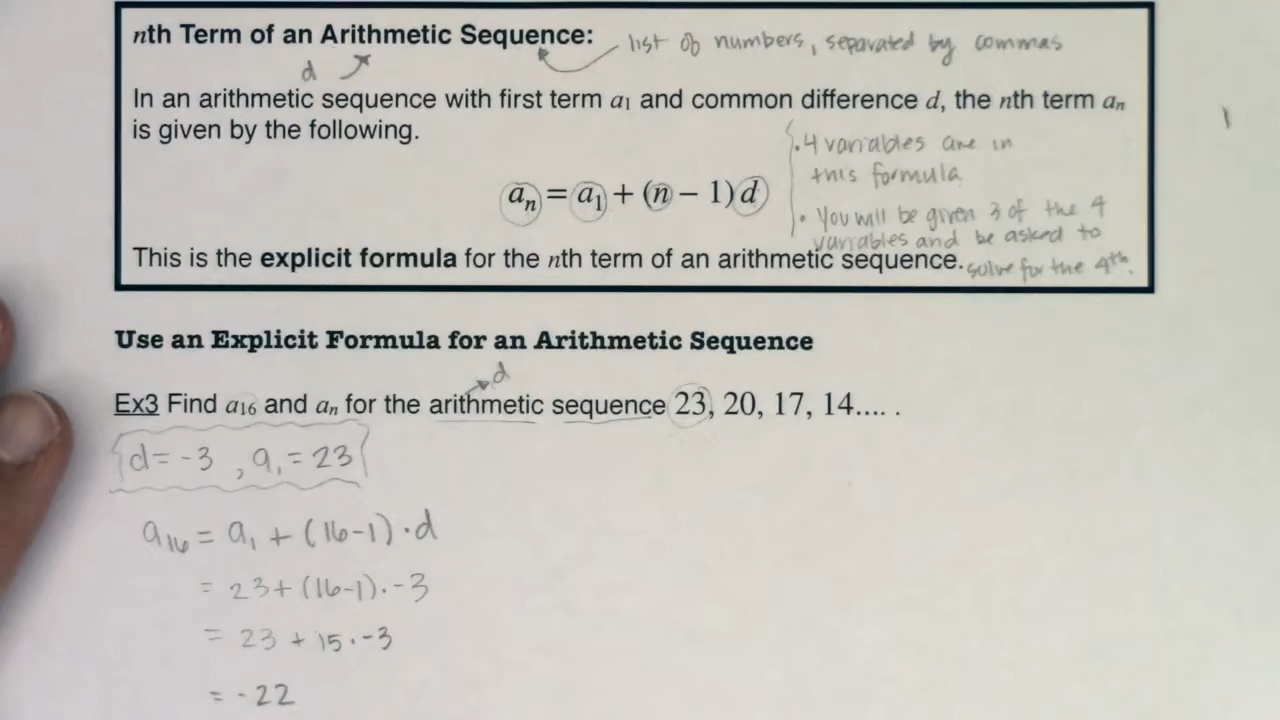 nth Term of an Arithmetic Sequence: list of numbers, separated by commas
d
In an arithmetic sequence with first term a₁ and common difference d, the nth term aₙ
is given by the following.
• 4 variables are in
this formula
aₙ = a₁ + (n − 1)d
• You will be given 3 of the 4
variables and be asked to
This is the explicit formula for the nth term of an arithmetic sequence. solve for the 4th.
Use an Explicit Formula for an Arithmetic Sequence
d
Ex3 Find a₁₆ and aₙ for the arithmetic sequence 23, 20, 17, 14.... .
d = -3 , a₁ = 23
a₁₆ = a₁ + (16-1) · d
= 23 + (16-1) · -3
= 23 + 15 · -3
= -22